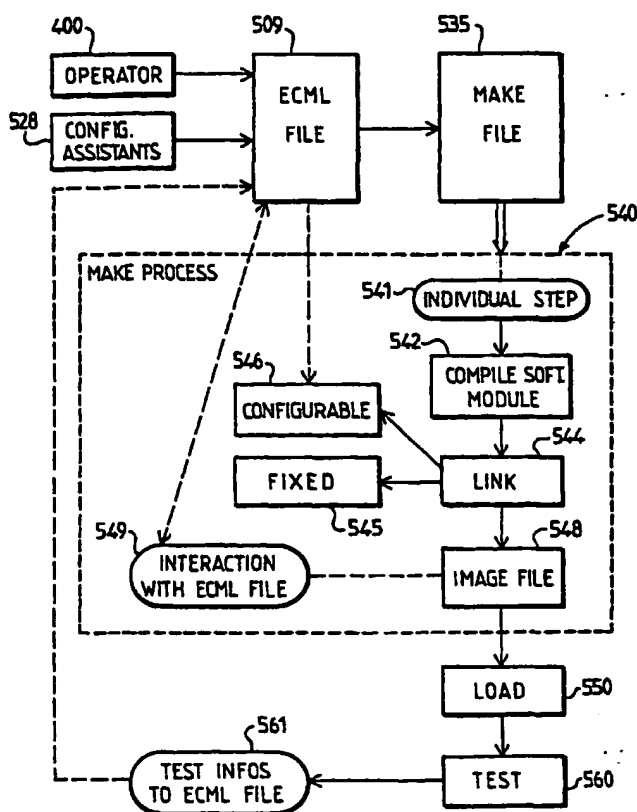 400
509
535
OPERATOR
ECML
FILE
MAKE
FILE
528
CONFIG.
ASSISTANTS
540
MAKE PROCESS
541
INDIVIDUAL STEP
542
COMPILE SOFT.
MODULE
546
CONFIGURABLE
544
LINK
FIXED
545
548
549
INTERACTION
WITH ECML FILE
IMAGE FILE
LOAD
550
561
TEST INFOS
TO ECML FILE
TEST
560